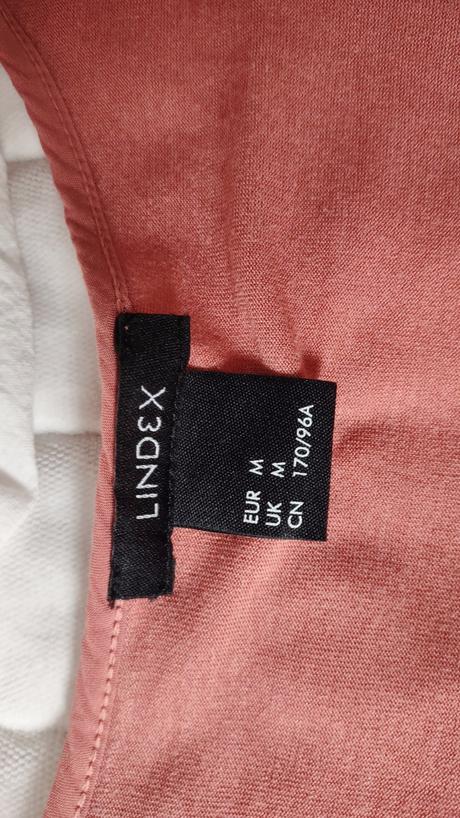 LINDEX
EUR M
UK M
CN 170/96A